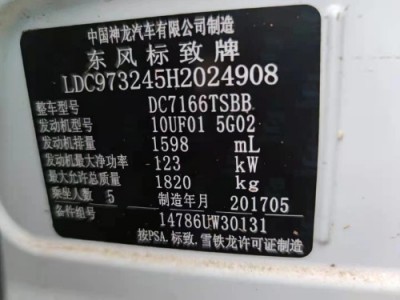 中国神龙汽车有限公司制造
东风标致牌
LDC973245H2024908
整车型号 DC7166TSBB
发动机型号 10UF01 5G02
发动机排量 1598 mL
发动机最大净功率 123 kW
最大允许总质量 1820 kg
乘坐人数 5 制造年月 201705
备件组号 14786UW30131
按PSA.标致.雪铁龙许可证制造